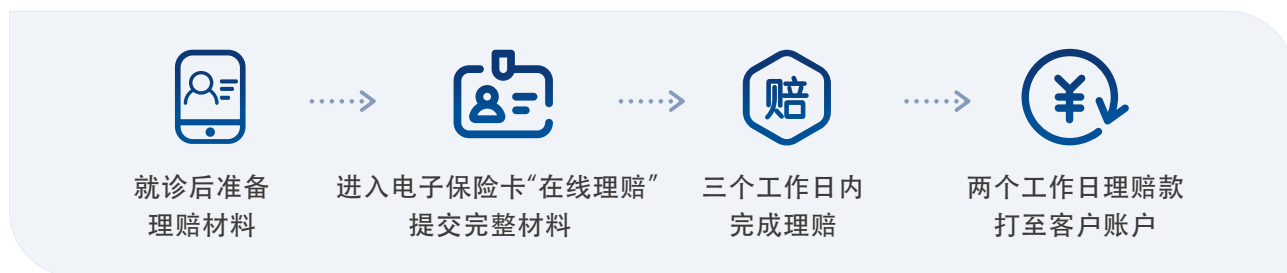 赔
就诊后准备
理赔材料
进入电子保险卡“在线理赔”
提交完整材料
三个工作日内
完成理赔
¥
两个工作日理赔款
打至客户账户